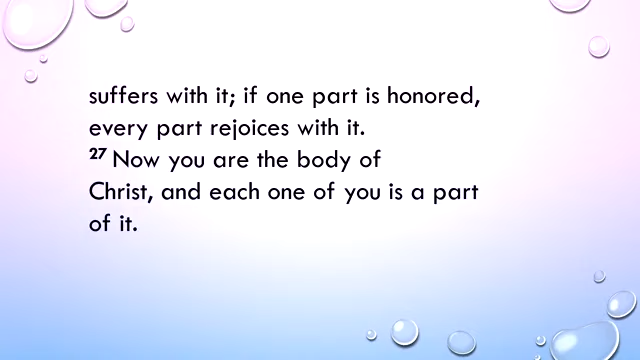 suffers with it; if one part is honored,
every part rejoices with it.
27 Now you are the body of
Christ, and each one of you is a part
of it.